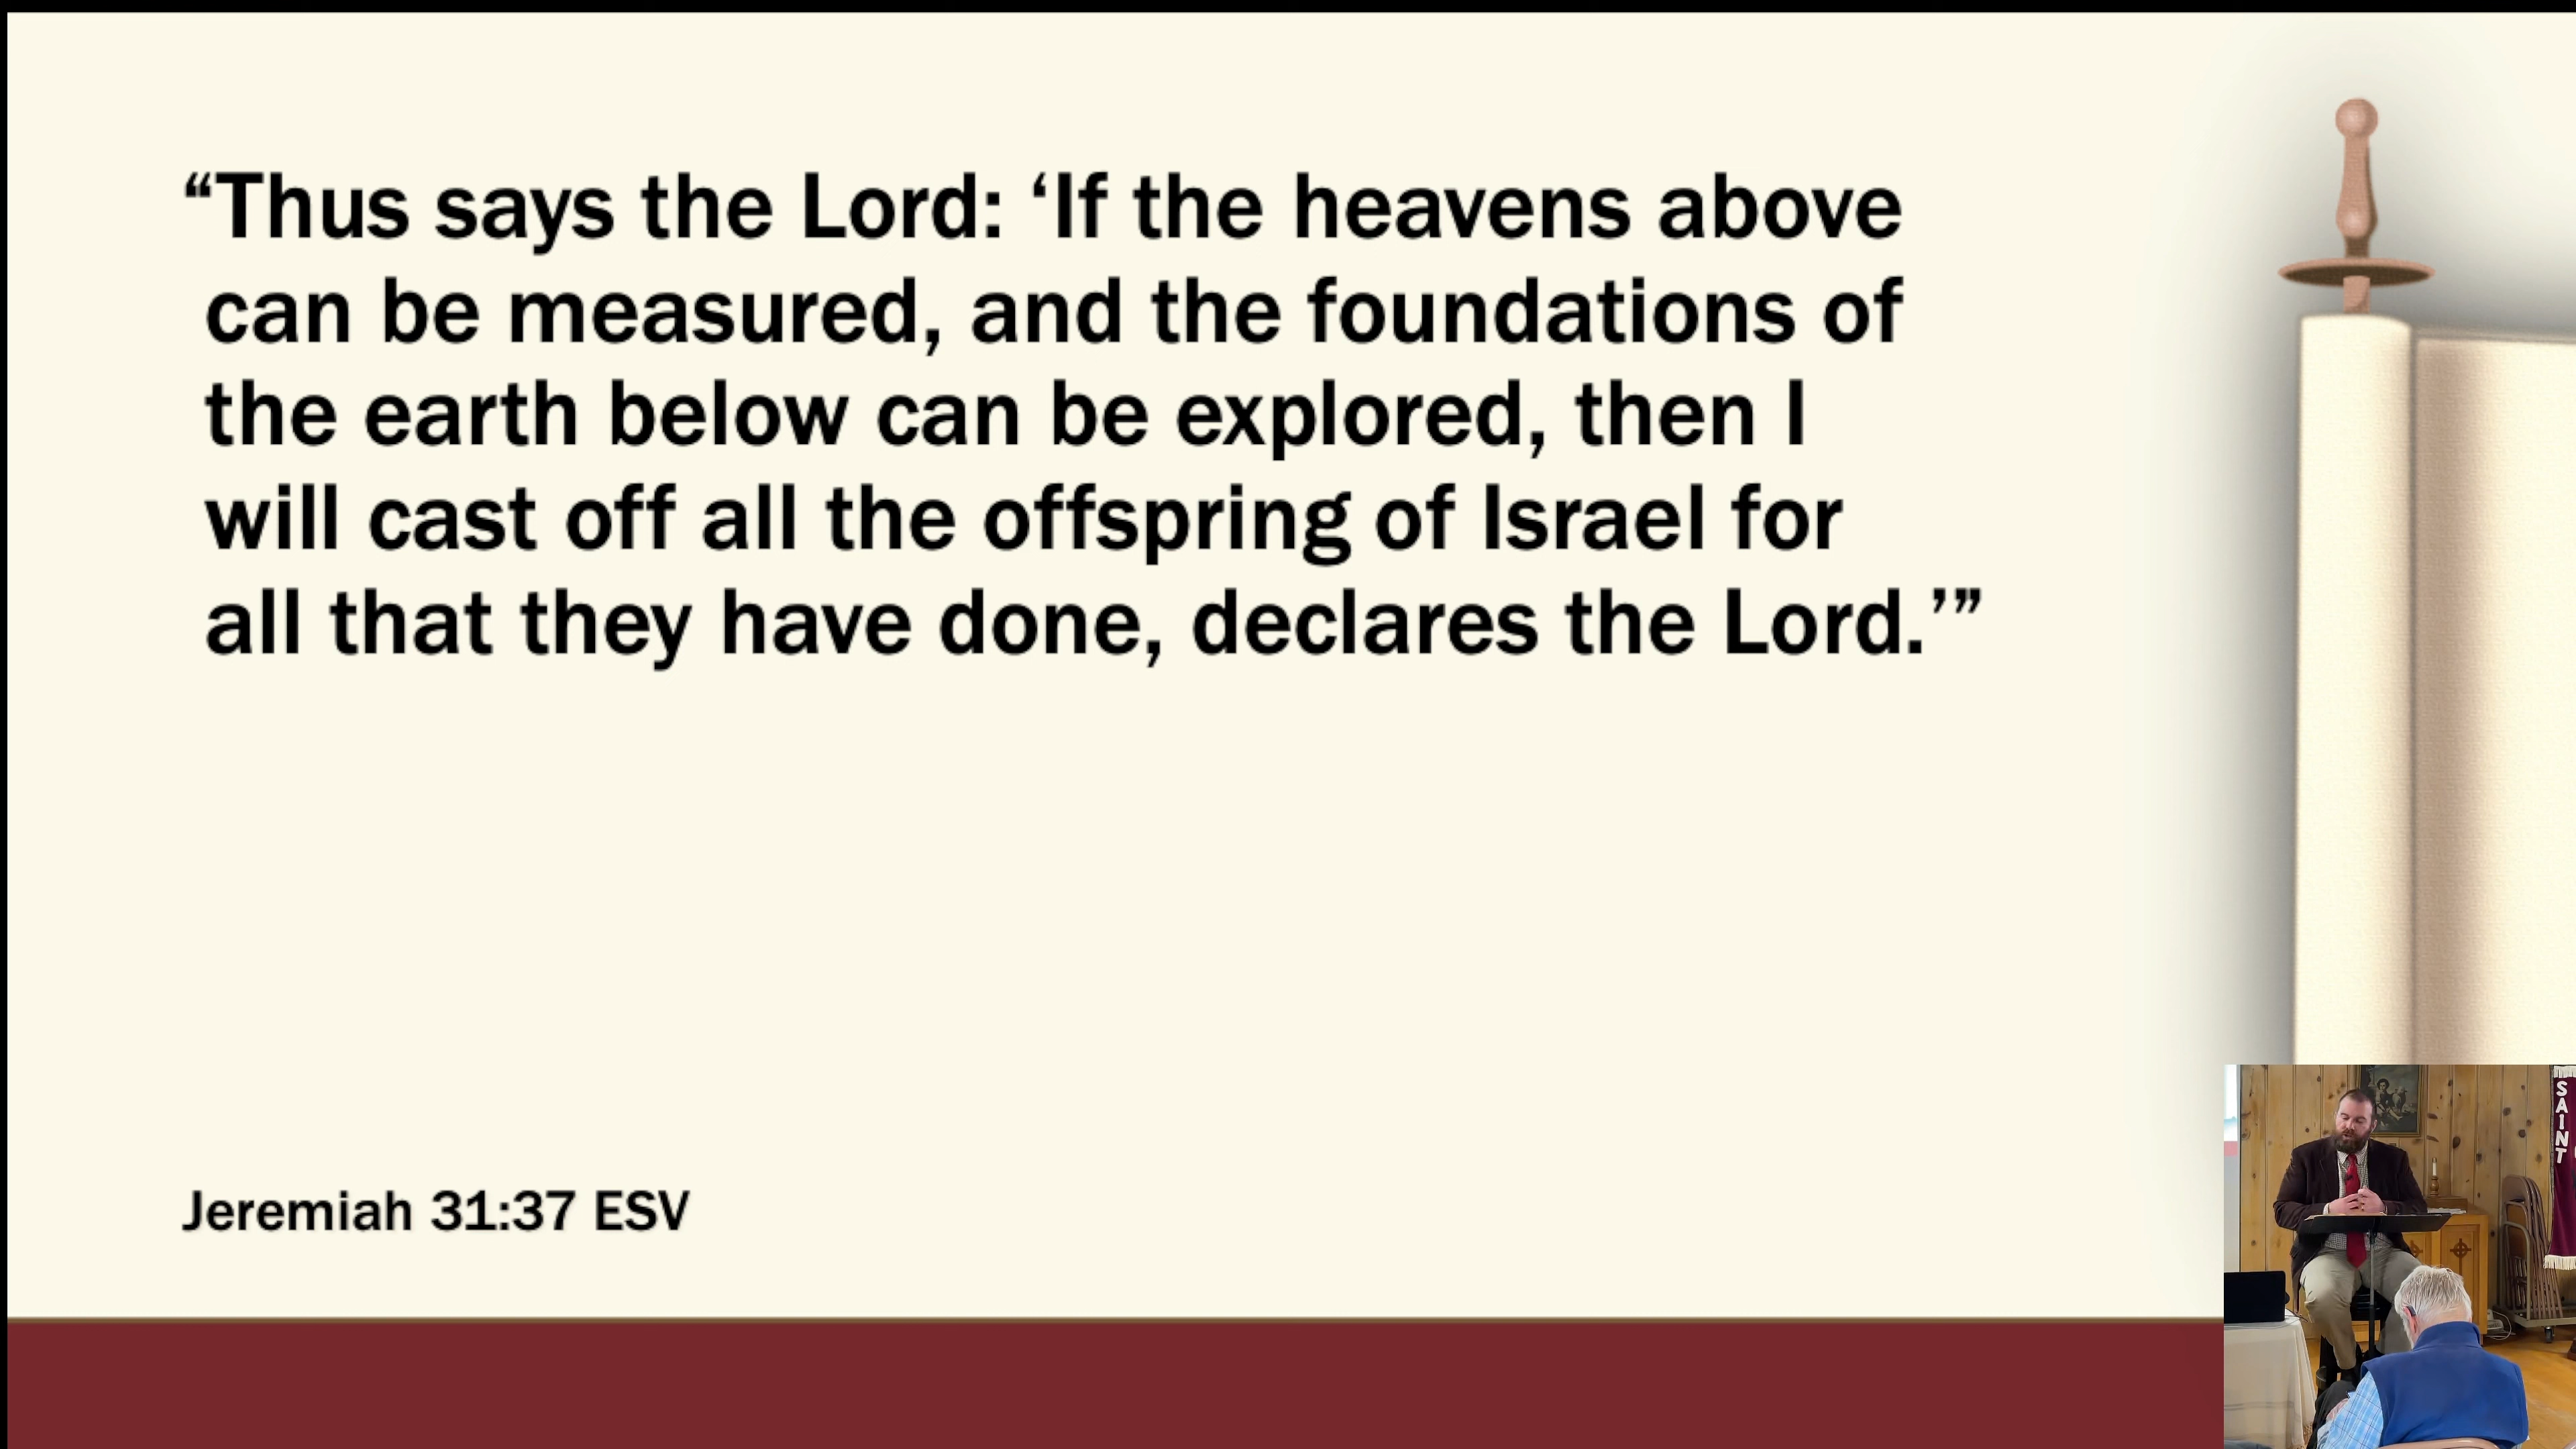 “Thus says the Lord: ‘If the heavens above
can be measured, and the foundations of
the earth below can be explored, then I
will cast off all the offspring of Israel for
all that they have done, declares the Lord.’”
Jeremiah 31:37 ESV
SAINT